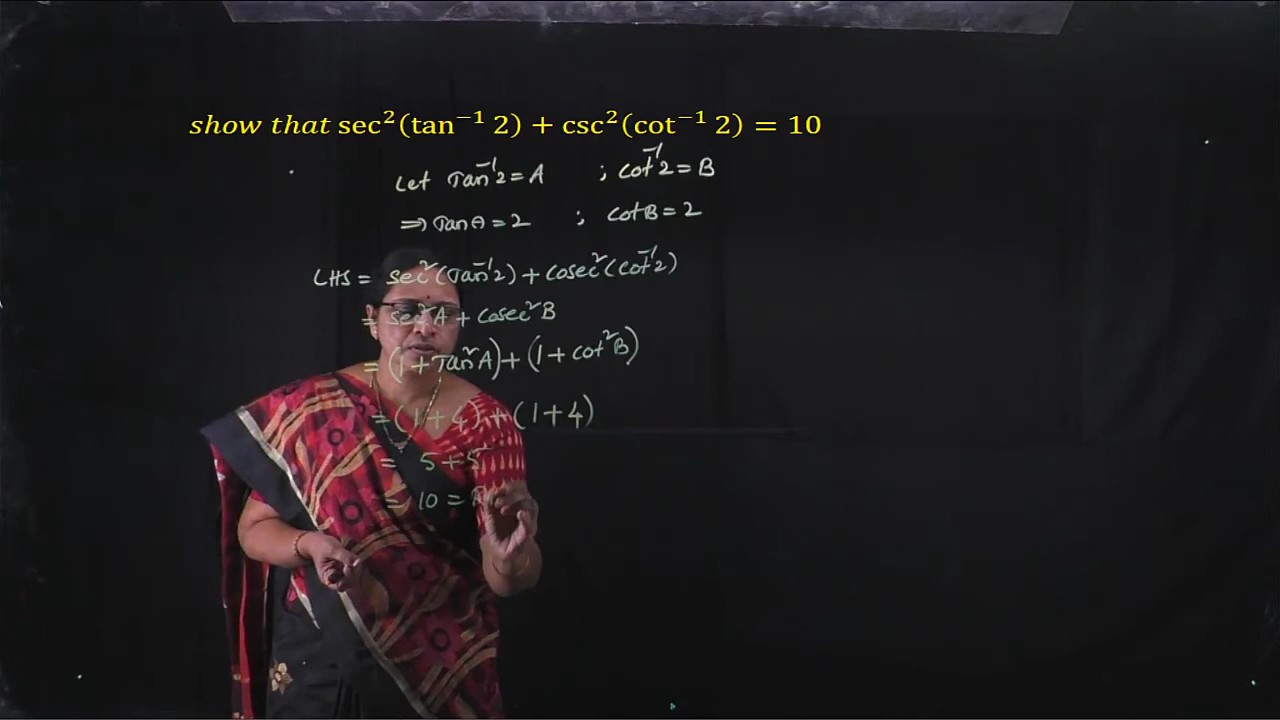 show that sec²(tan⁻¹ 2) + csc²(cot⁻¹ 2) = 10
Let Tan⁻¹2 = A ; cot⁻¹2 = B
⇒ Tan A = 2 ; cot B = 2
LHS = sec²(Tan⁻¹2) + cosec²(cot⁻¹2)
= sec²A + cosec²B
= (1 + Tan²A) + (1 + cot²B)
= (1+4) + (1+4)
= 5+5
= 10 =